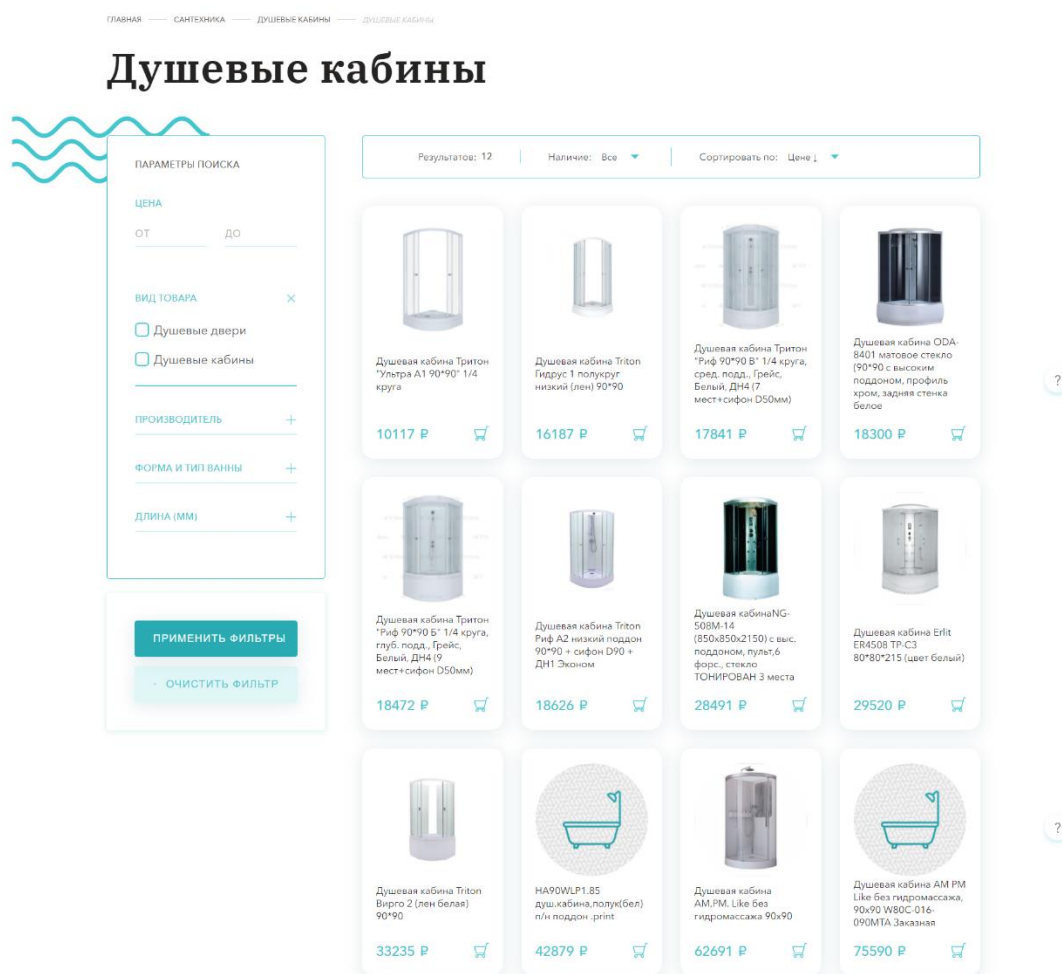 ГЛАВНАЯ САНТЕХНИКА ДУШЕВЫЕ КАБИНЫ ДУШЕВЫЕ КАБИНЫ
Душевые кабины
ПАРАМЕТРЫ ПОИСКА
ЦЕНА
ОТ ДО
ВИД ТОВАРА
Душевые двери
Душевые кабины
ПРОИЗВОДИТЕЛЬ
ФОРМА И ТИП ВАННЫ
ДЛИНА (ММ)
ПРИМЕНИТЬ ФИЛЬТРЫ
ОЧИСТИТЬ ФИЛЬТР
Результатов: 12 Наличие: Все Сортировать по: Цене ↓
Душевая кабина Тритон
"Ультра А1 90*90" 1/4
круга
10117 ₽
Душевая кабина Triton
Гидрус 1 полукруг
низкий (лен) 90*90
16187 ₽
Душевая кабина Тритон
"Риф 90*90 В" 1/4 круга,
сред. подд., Грейс,
Белый, ДН4 (7
мест+сифон D50мм)
17841 ₽
Душевая кабина ODA-
8401 матовое стекло
(90*90 с высоким
поддоном, профиль
хром, задняя стенка
белое
18300 ₽
Душевая кабина Тритон
"Риф 90*90 Б" 1/4 круга,
глуб. подд., Грейс,
Белый, ДН4 (9
мест+сифон D50мм)
18472 ₽
Душевая кабина Triton
Риф А2 низкий поддон
90*90 + сифон D90 +
ДН1 Эконом
18626 ₽
Душевая кабинаNG-
508М-14
(850х850х2150) с выс.
поддоном, пульт,6
форс., стекло
ТОНИРОВАН 3 места
28491 ₽
Душевая кабина Erlit
ER4508 TP-C3
80*80*215 (цвет белый)
29520 ₽
Душевая кабина Triton
Вирго 2 (лен белая)
90*90
33235 ₽
HA90WLP1.85
душ.кабина,полук(бел)
п/н поддон .print
42879 ₽
Душевая кабина
AM.PM. Like без
гидромассажа 90x90
62691 ₽
Душевая кабина AM PM
Like без гидромассажа,
90x90 W80C-016-
090MTA Заказная
75590 ₽
?
?